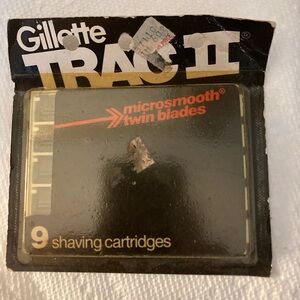 Gillette
TRAC II®
microsmooth®
twin blades
9 shaving cartridges